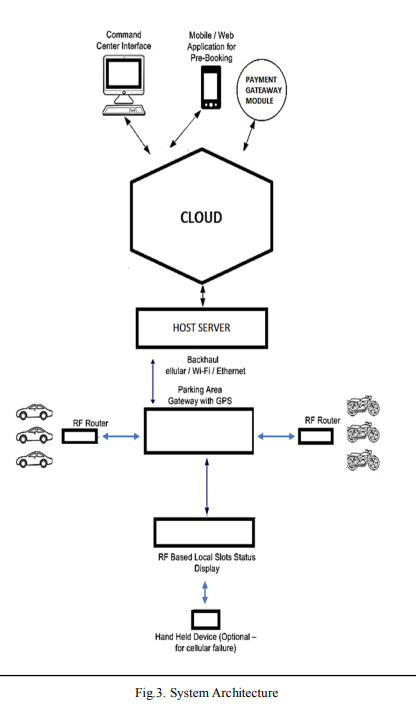 Command
Center Interface
Mobile / Web
Application for
Pre-Booking
PAYMENT
GATEAWAY
MODULE
CLOUD
HOST SERVER
Backhaul
ellular / Wi-Fi / Ethernet
Parking Area
Gateway with GPS
RF Router
RF Router
RF Based Local Slots Status
Display
Hand Held Device (Optional –
for cellular failure)
Fig.3. System Architecture